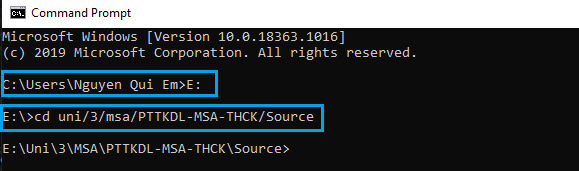 Command Prompt
Microsoft Windows [Version 10.0.18363.1016]
(c) 2019 Microsoft Corporation. All rights reserved.
C:\Users\Nguyen Qui Em>E:
E:\>cd uni/3/msa/PTTKDL-MSA-THCK/Source
E:\Uni\3\MSA\PTTKDL-MSA-THCK\Source>